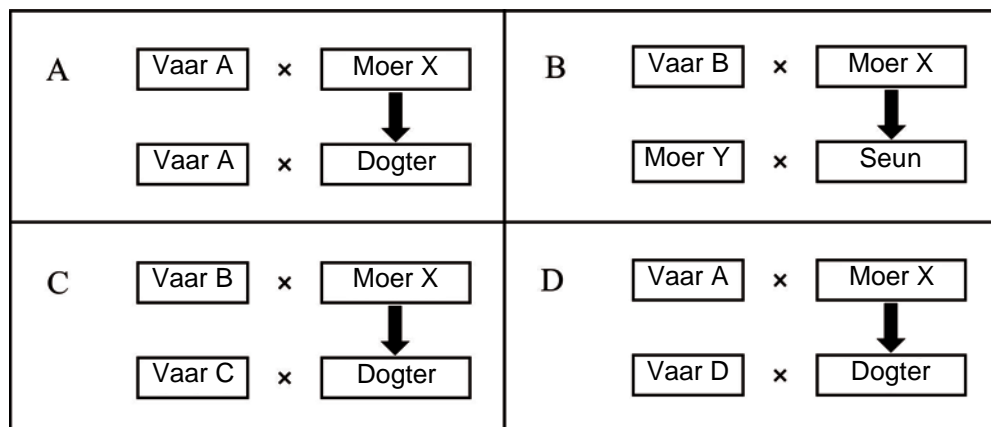 A Vaar A × Moer X
Vaar A × Dogter
B Vaar B × Moer X
Moer Y × Seun
C Vaar B × Moer X
Vaar C × Dogter
D Vaar A × Moer X
Vaar D × Dogter